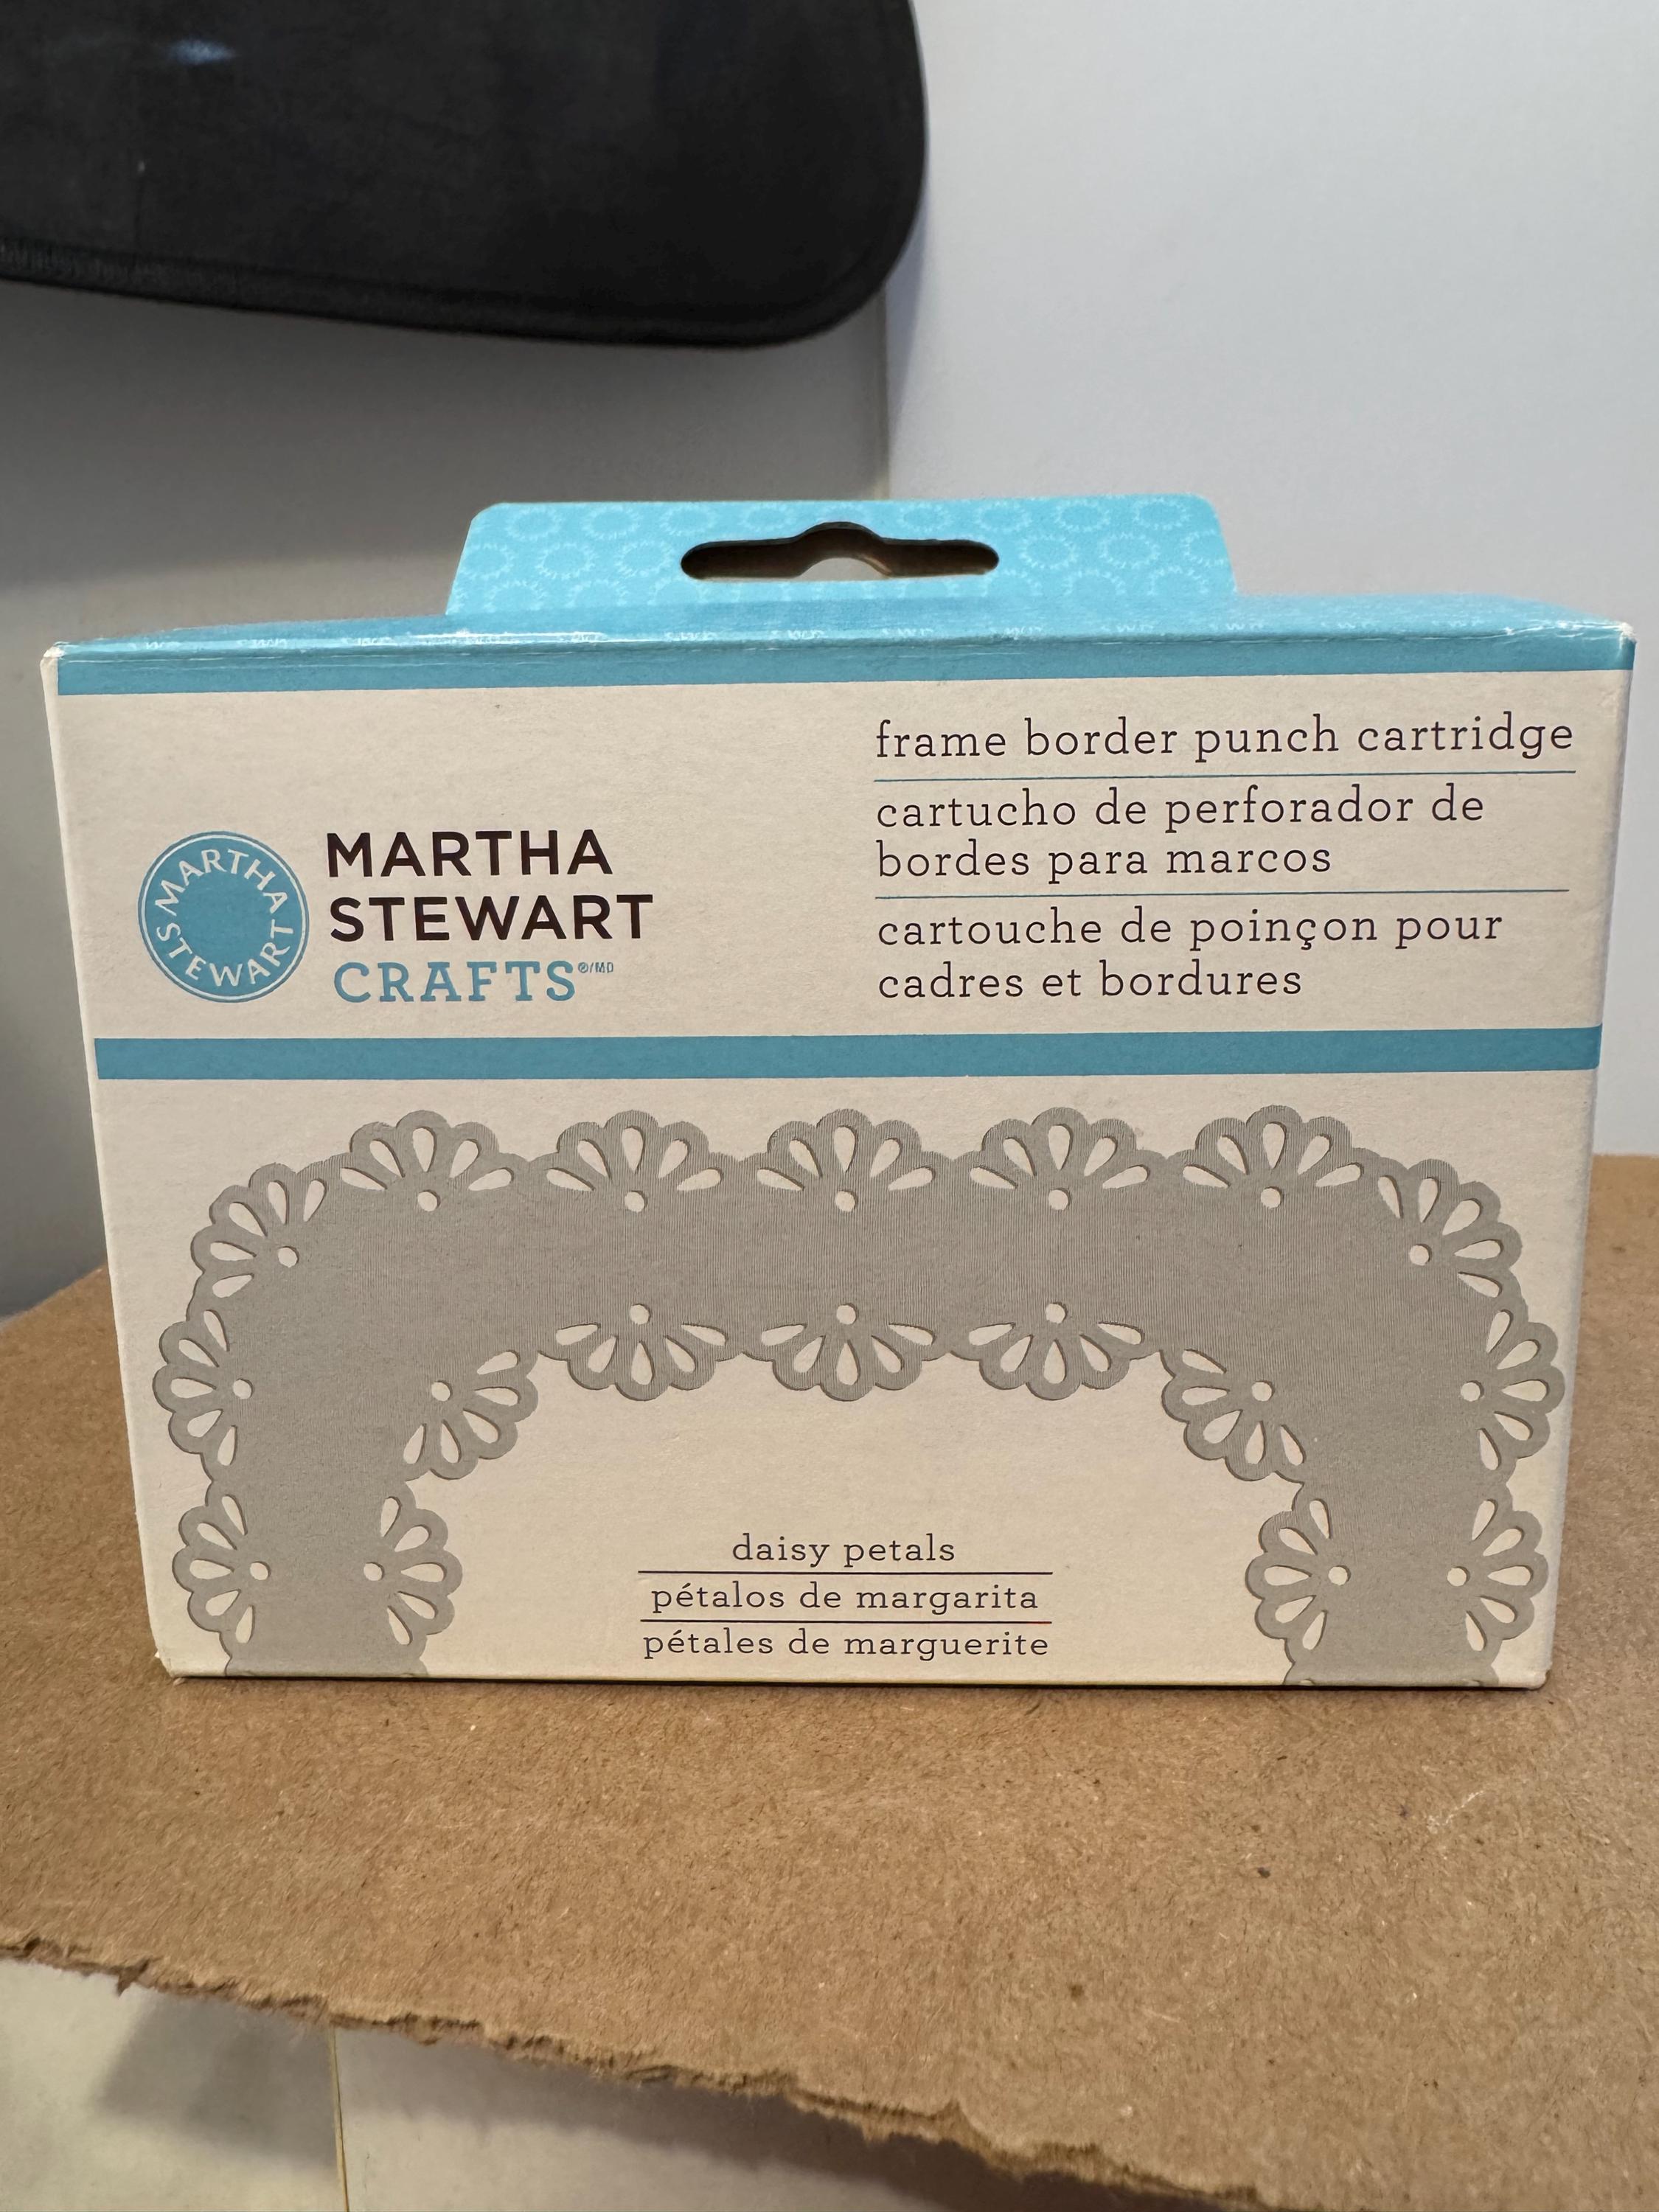 frame border punch cartridge
cartucho de perforador de
bordes para marcos
cartouche de poinçon pour
cadres et bordures
MARTHA STEWART
MARTHA
STEWART
CRAFTS®/MD
daisy petals
pétalos de margarita
pétales de marguerite